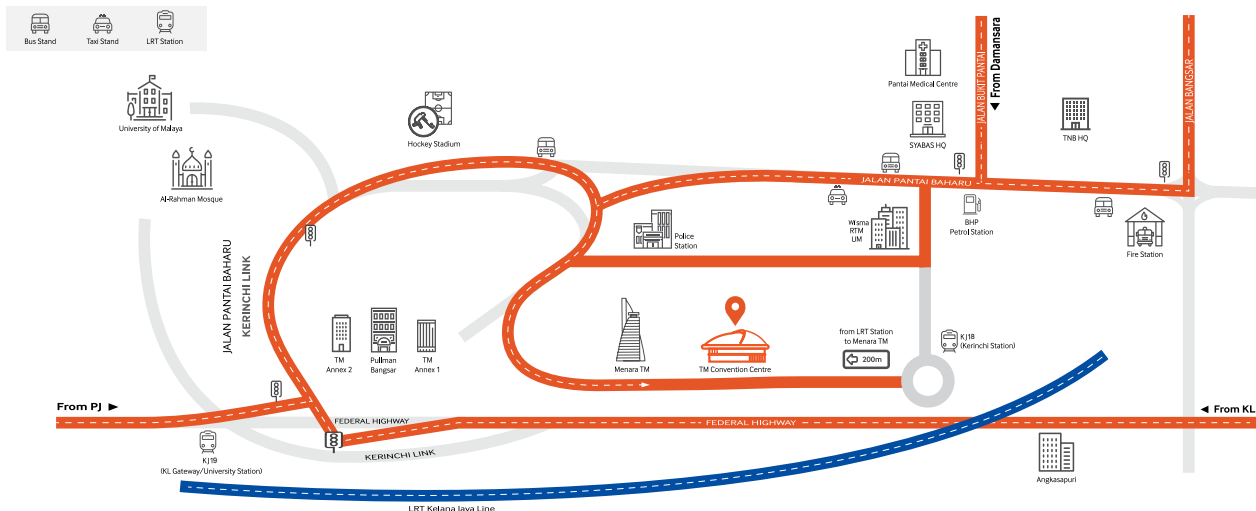 Bus Stand
Taxi Stand
LRT Station
University of Malaya
Al-Rahman Mosque
Hockey Stadium
Pantai Medical Centre
SYABAS HQ
JALAN BUKIT PANTAI
From Damansara
TNB HQ
JALAN BANGSAR
JALAN PANTAI BAHARU
Police
Station
Wisma
RTM
UM
BHP
Petrol Station
Fire Station
JALAN PANTAI BAHARU
KERINCHI LINK
TM
Annex 2
Pullman
Bangsar
TM
Annex 1
Menara TM
TM Convention Centre
from LRT Station
to Menara TM
200m
KJ18
(Kerinchi Station)
From PJ
FEDERAL HIGHWAY
FEDERAL HIGHWAY
From KL
KERINCHI LINK
KJ19
(KL Gateway/University Station)
Angkasapuri
LRT Kelana Jaya Line